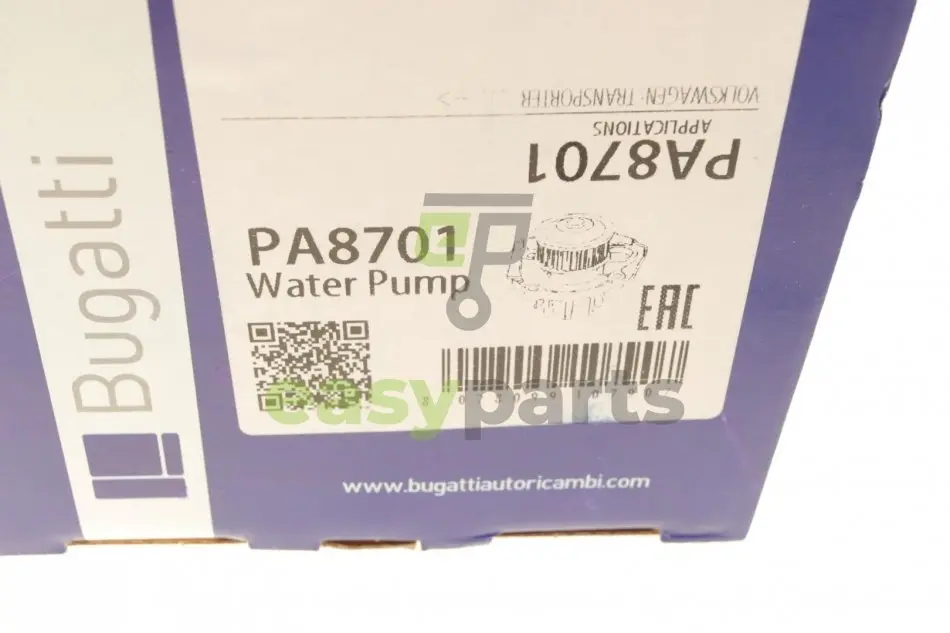 VOLKSWAGEN: TRANSPORTER
APPLICATIONS
PA8701
PA8701
Water Pump
EAC
easyparts
www.bugattiautoricambi.com
Bugatti